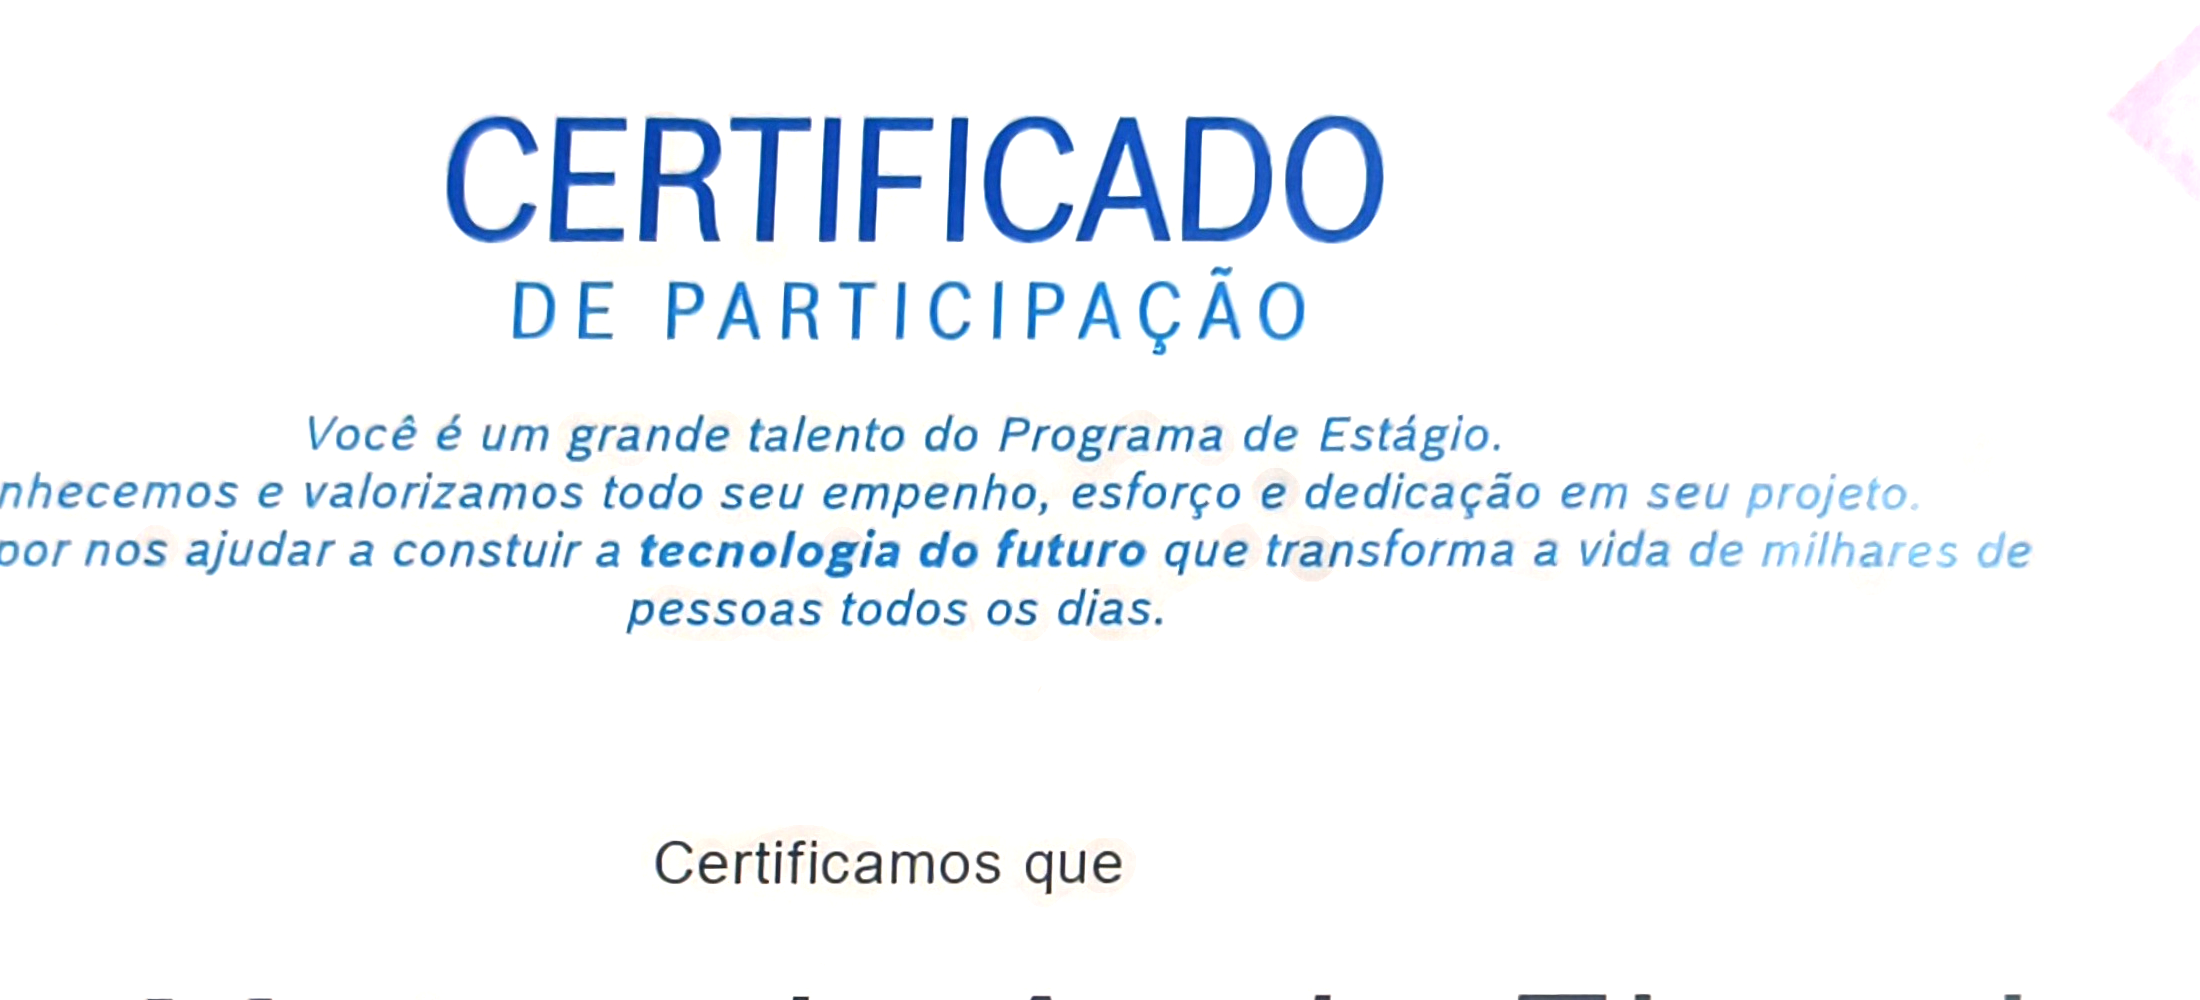 CERTIFICADO
DE PARTICIPAÇÃO
Você é um grande talento do Programa de Estágio.
nhecemos e valorizamos todo seu empenho, esforço e dedicação em seu projeto.
por nos ajudar a constuir a tecnologia do futuro que transforma a vida de milhares de
pessoas todos os dias.
Certificamos que